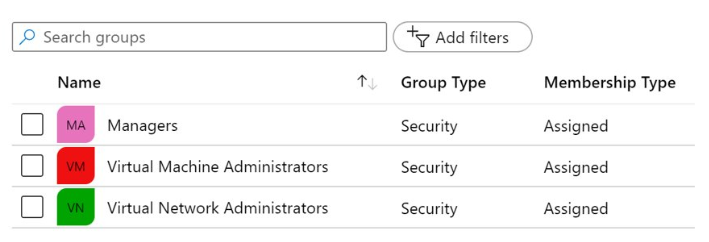 Search groups
Add filters
Name Group Type Membership Type
MA Managers Security Assigned
VM Virtual Machine Administrators Security Assigned
VN Virtual Network Administrators Security Assigned